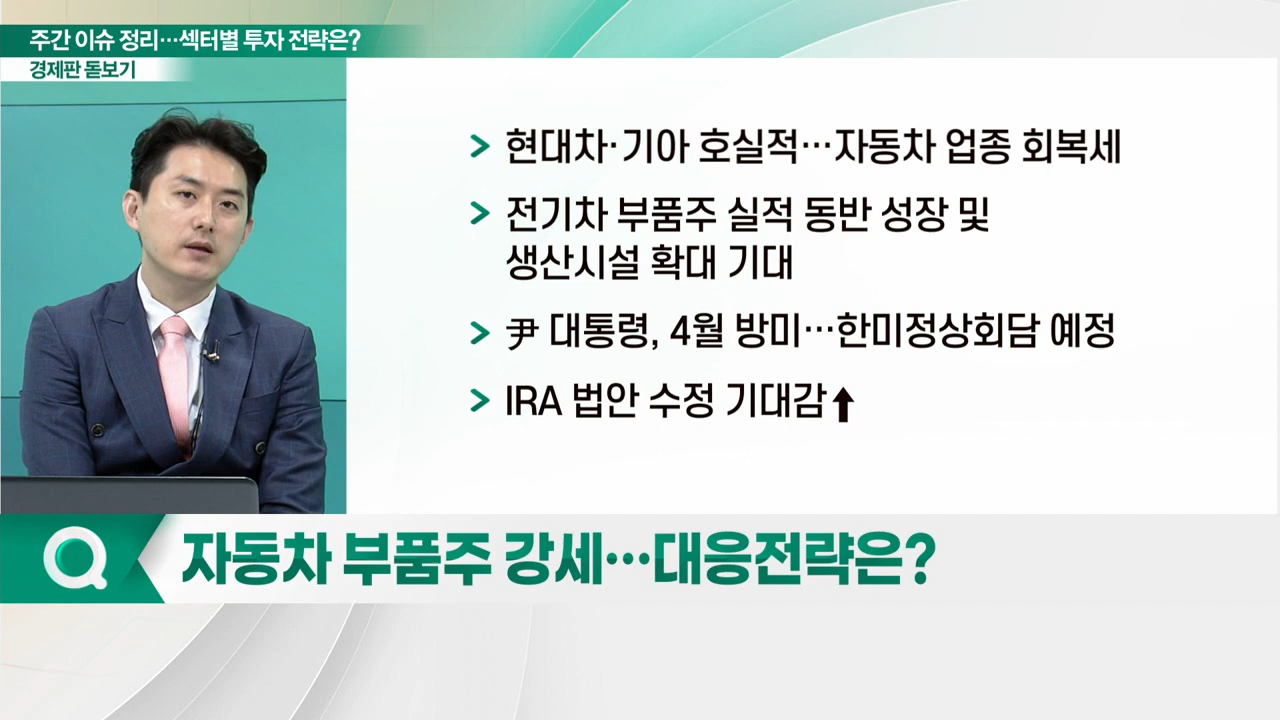 주간 이슈 정리…섹터별 투자 전략은?
경제판 돋보기
> 현대차·기아 호실적…자동차 업종 회복세
> 전기차 부품주 실적 동반 성장 및
생산시설 확대 기대
> 尹 대통령, 4월 방미…한미정상회담 예정
> IRA 법안 수정 기대감⬆
Q 자동차 부품주 강세…대응전략은?